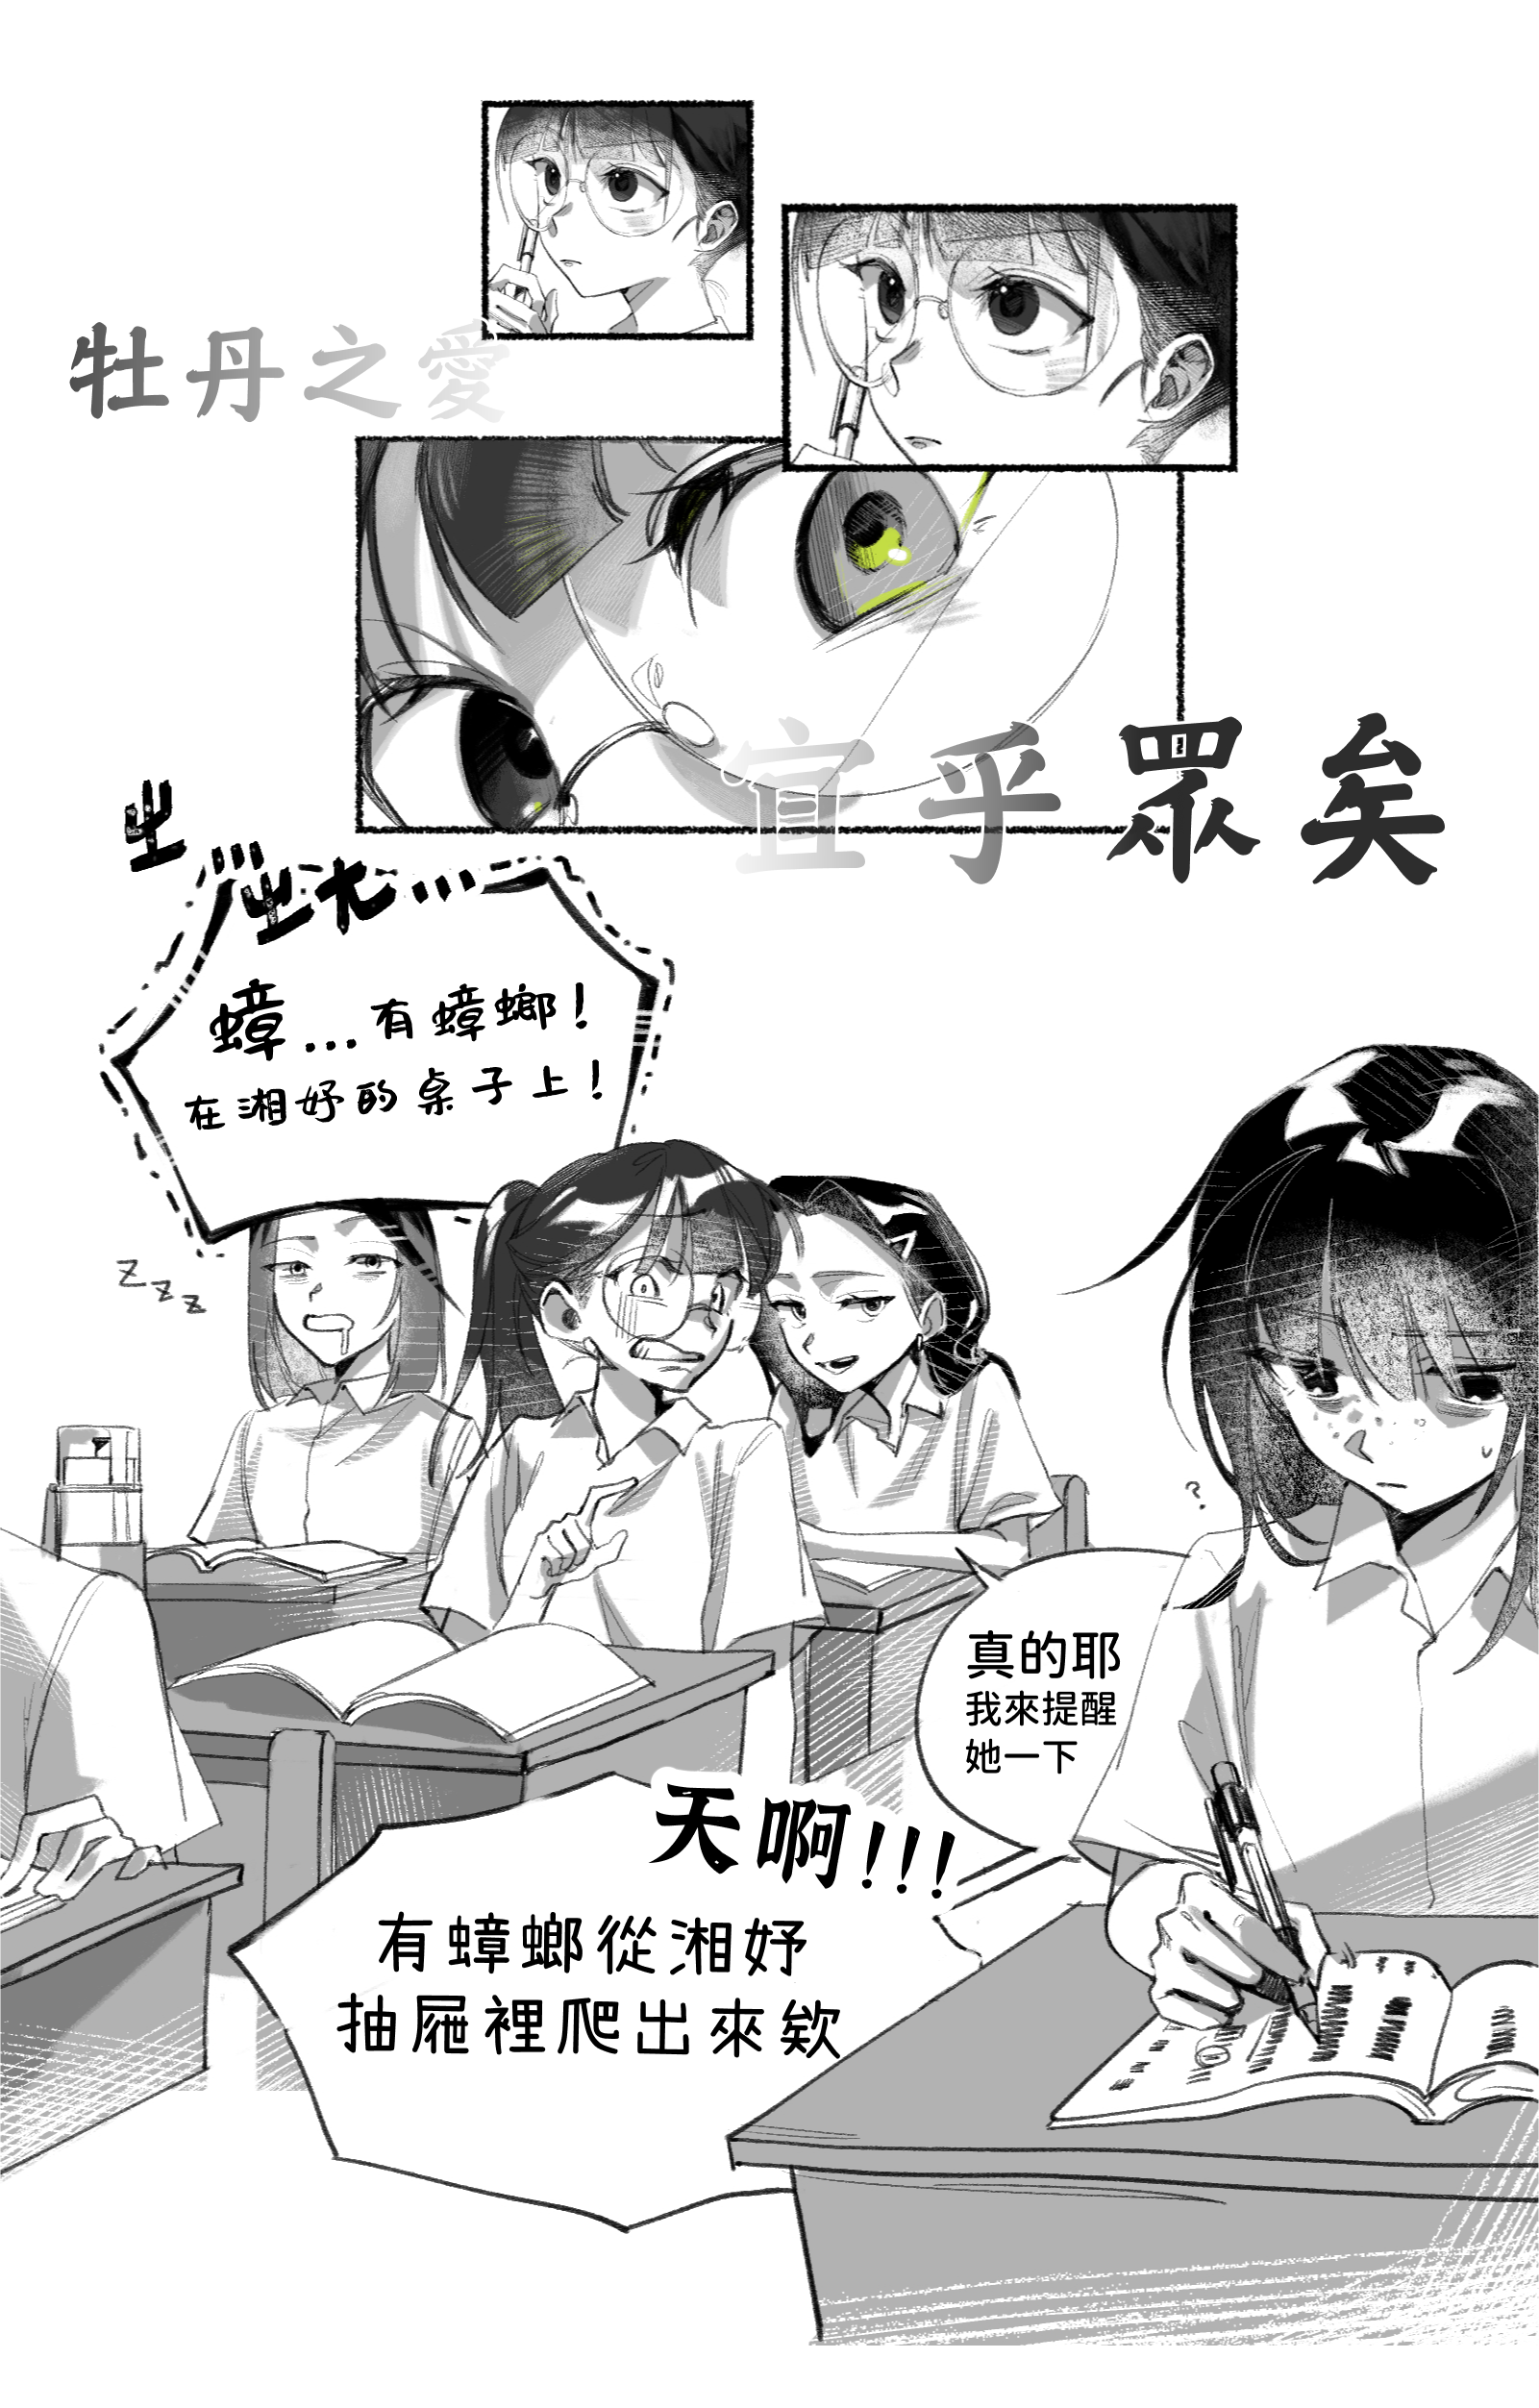 牡丹之愛
宜乎眾矣
ㄓ...ㄓㄤ...
蟑...有蟑螂!
在湘妤的桌子上!
z z z
?
真的耶
我來提醒
她一下
天啊!!!
有蟑螂從湘妤
抽屜裡爬出來欸